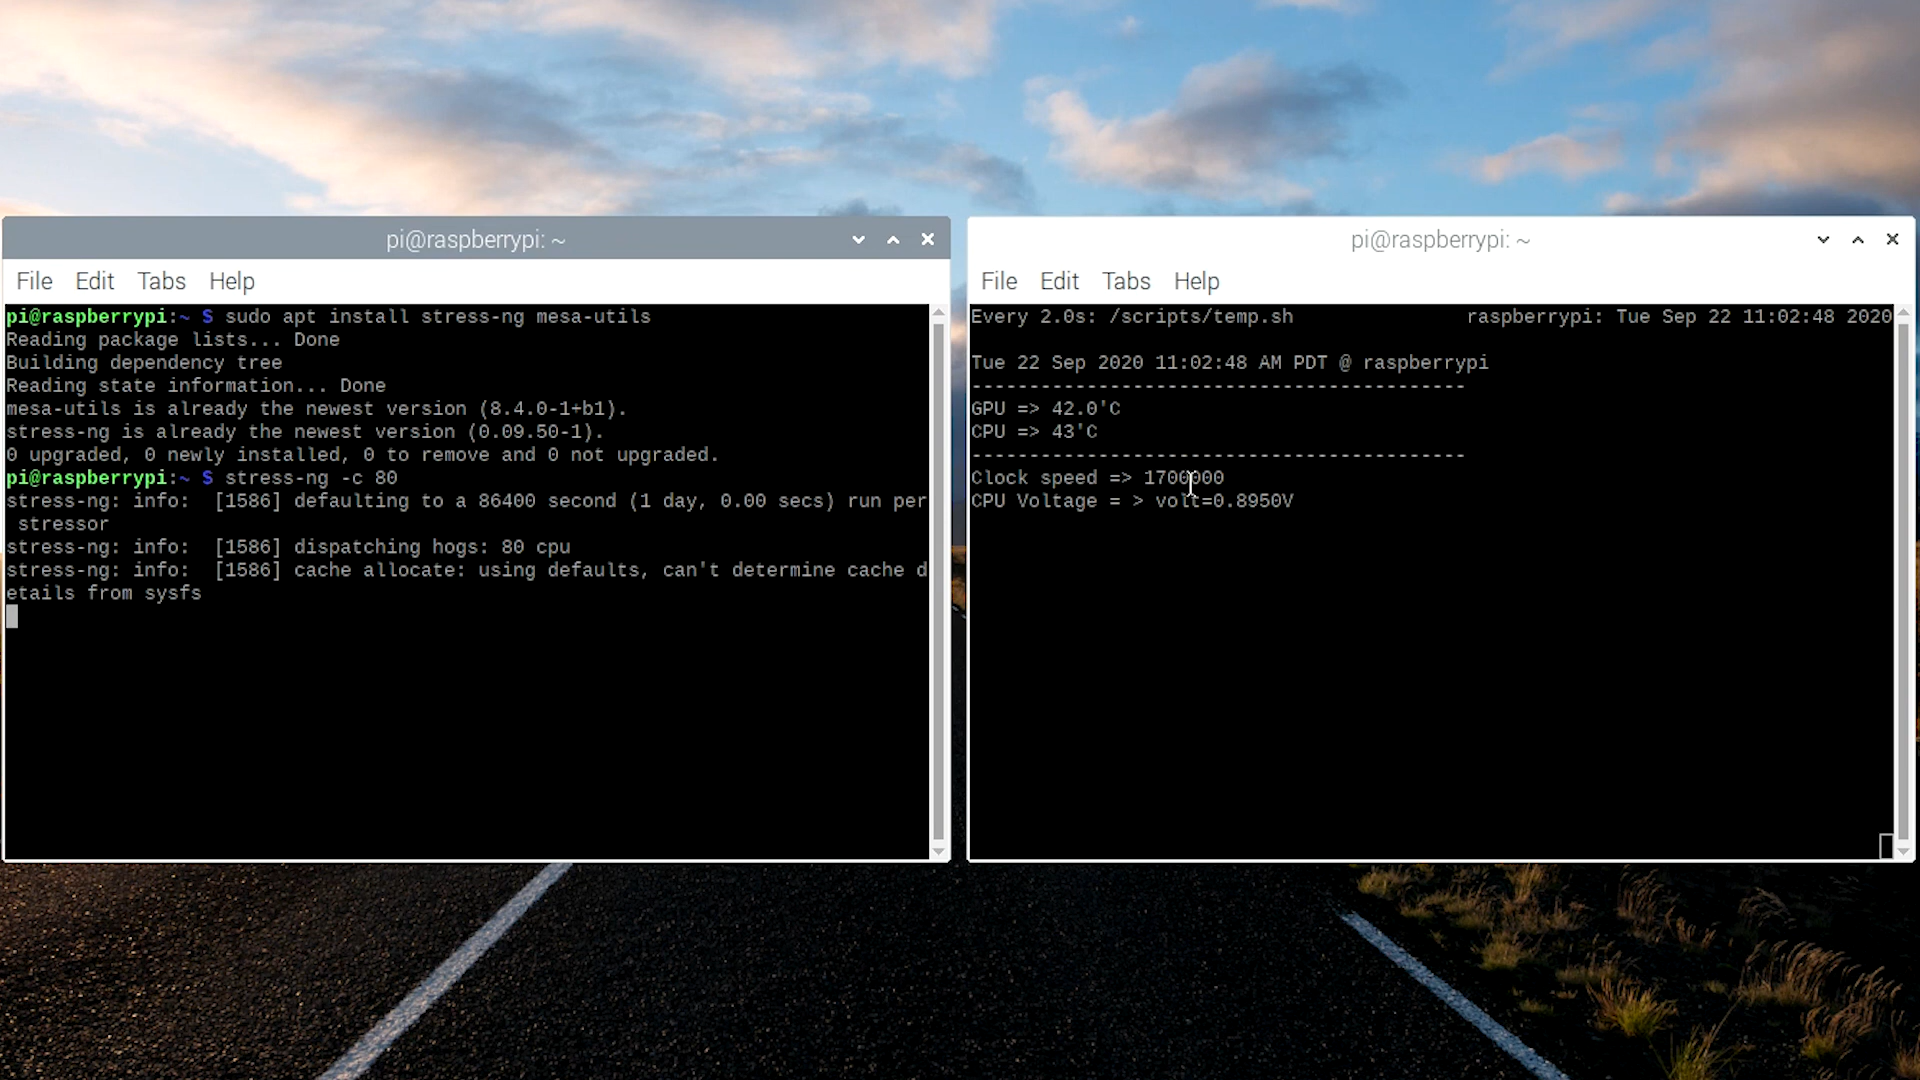 pi@raspberrypi: ~
File Edit Tabs Help
pi@raspberrypi:~ $ sudo apt install stress-ng mesa-utils
Reading package lists... Done
Building dependency tree
Reading state information... Done
mesa-utils is already the newest version (8.4.0-1+b1).
stress-ng is already the newest version (0.09.50-1).
0 upgraded, 0 newly installed, 0 to remove and 0 not upgraded.
pi@raspberrypi:~ $ stress-ng -c 80
stress-ng: info:  [1586] defaulting to a 86400 second (1 day, 0.00 secs) run per
 stressor
stress-ng: info:  [1586] dispatching hogs: 80 cpu
stress-ng: info:  [1586] cache allocate: using defaults, can't determine cache d
etails from sysfs
pi@raspberrypi: ~
File Edit Tabs Help
Every 2.0s: /scripts/temp.sh raspberrypi: Tue Sep 22 11:02:48 2020
Tue 22 Sep 2020 11:02:48 AM PDT @ raspberrypi
-------------------------------------------
GPU => 42.0'C
CPU => 43'C
-------------------------------------------
Clock speed => 1700000
CPU Voltage = > volt=0.8950V